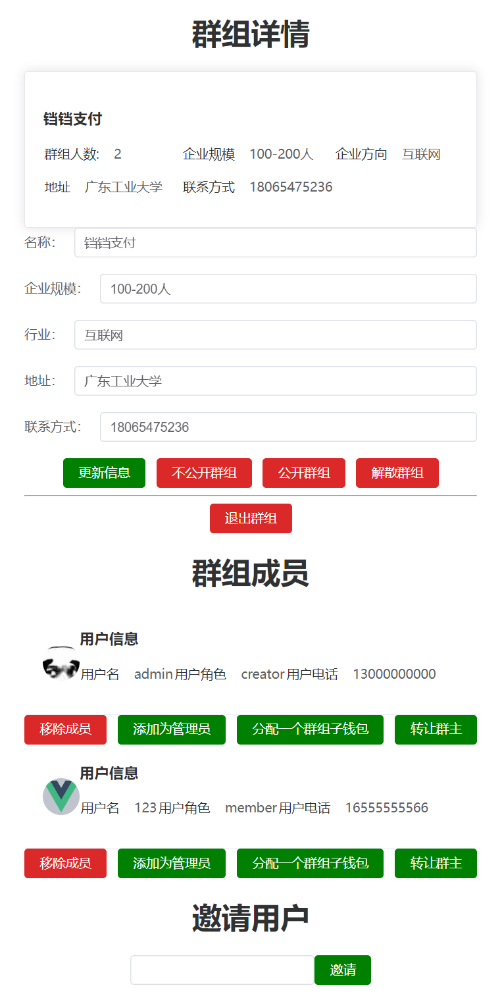 群组详情
铛铛支付
群组人数: 2 企业规模 100-200人 企业方向 互联网
地址 广东工业大学 联系方式 18065475236
名称: 铛铛支付
企业规模: 100-200人
行业: 互联网
地址: 广东工业大学
联系方式: 18065475236
更新信息 不公开群组 公开群组 解散群组
退出群组
群组成员
用户信息
用户名 admin 用户角色 creator 用户电话 13000000000
移除成员 添加为管理员 分配一个群组子钱包 转让群主
用户信息
用户名 123 用户角色 member 用户电话 16555555566
移除成员 添加为管理员 分配一个群组子钱包 转让群主
邀请用户
邀请